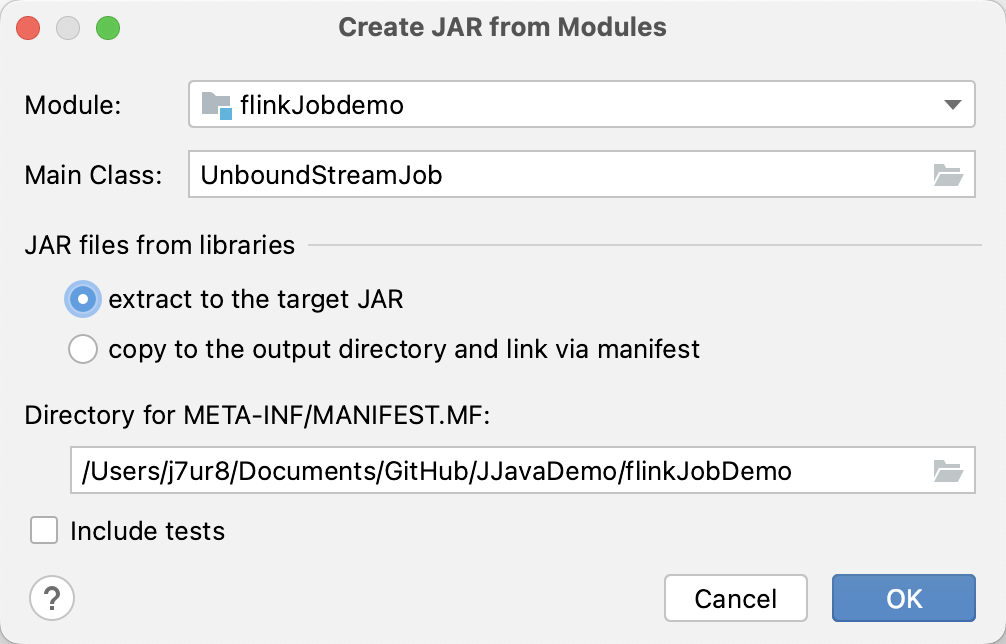 Create JAR from Modules
Module: flinkJobdemo
Main Class: UnboundStreamJob
JAR files from libraries
extract to the target JAR
copy to the output directory and link via manifest
Directory for META-INF/MANIFEST.MF:
/Users/j7ur8/Documents/GitHub/JJavaDemo/flinkJobDemo
Include tests
? Cancel OK